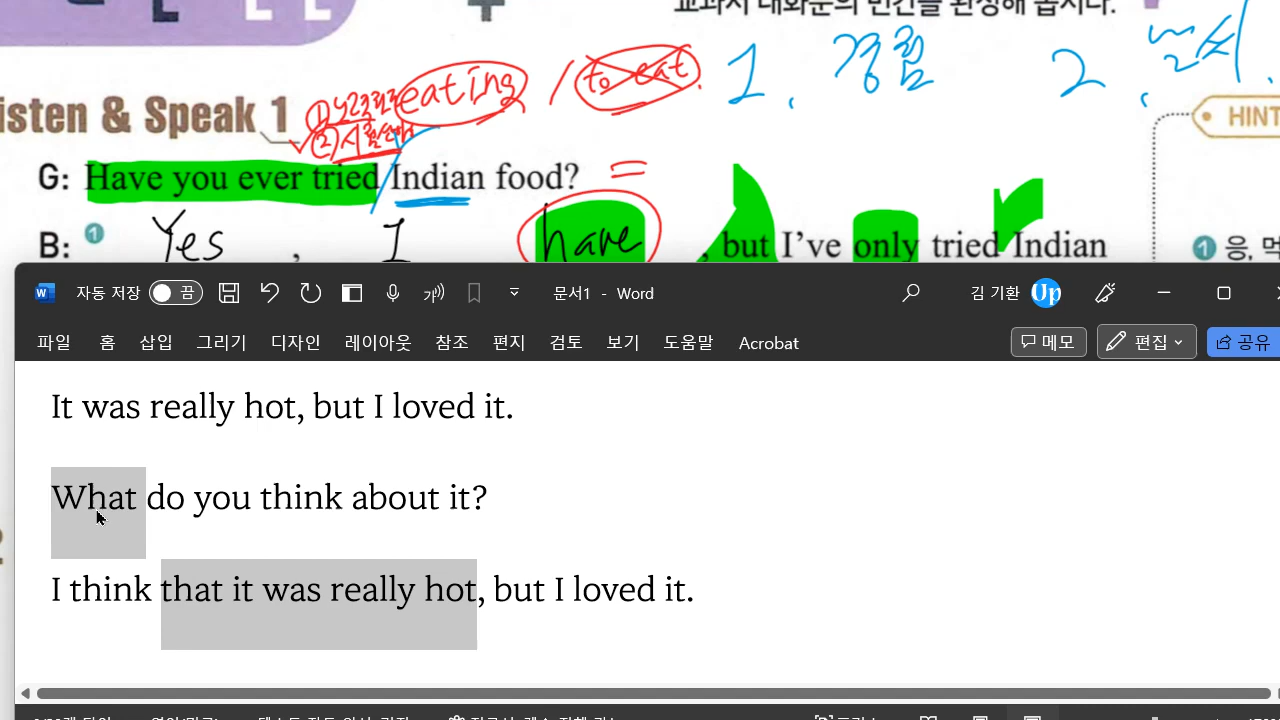 교과서 대화문의 빈칸을 완성해 봅시다.
1. 경험 2. 날씨.
eating / to eat.
isten & Speak 1
HINT
G: Have you ever tried Indian food? =
B: ❶ Yes, I have, but I've only tried Indian
❶ 응, 먹
자동 저장 끔 문서1 - Word 김 기환 Up
파일 홈 삽입 그리기 디자인 레이아웃 참조 편지 검토 보기 도움말 Acrobat 메모 편집 공유
It was really hot, but I loved it.
What do you think about it?
I think that it was really hot, but I loved it.